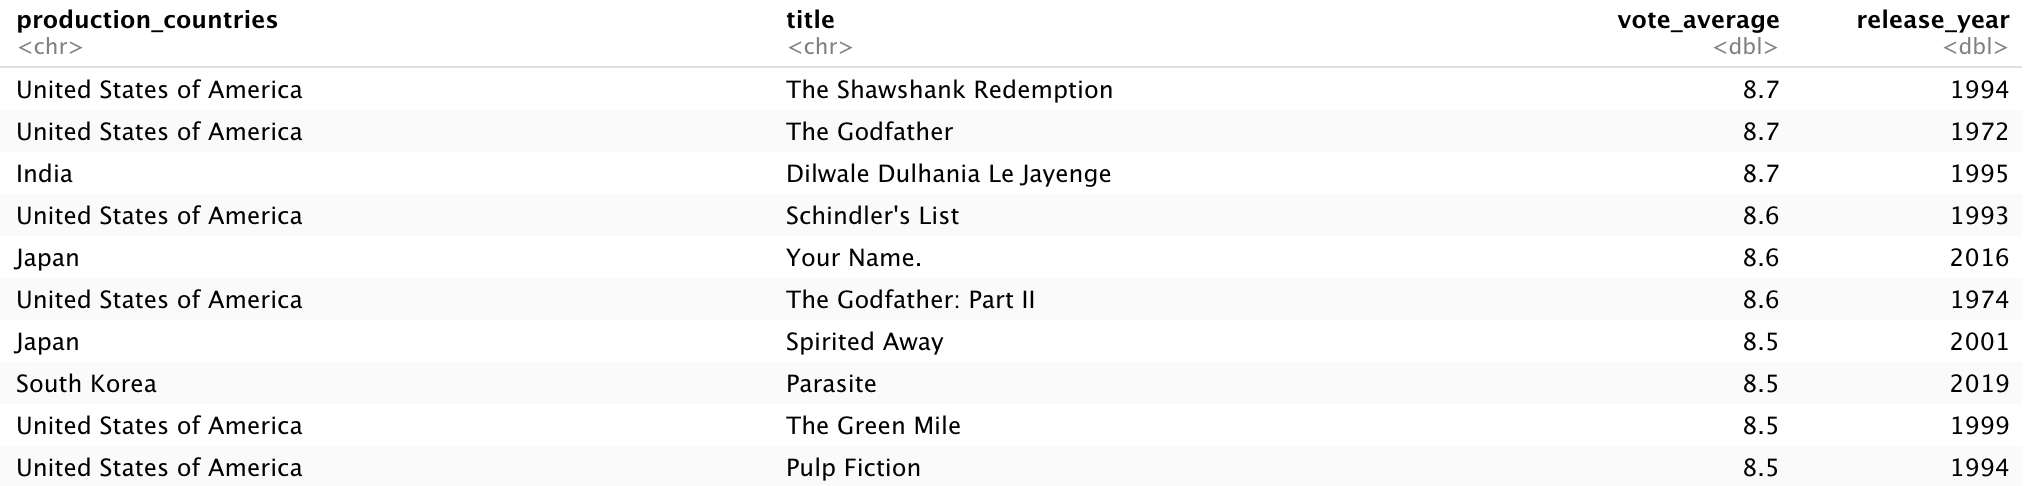 production_countries title vote_average release_year
<chr> <chr> <dbl> <dbl>
United States of America The Shawshank Redemption 8.7 1994
United States of America The Godfather 8.7 1972
India Dilwale Dulhania Le Jayenge 8.7 1995
United States of America Schindler's List 8.6 1993
Japan Your Name. 8.6 2016
United States of America The Godfather: Part II 8.6 1974
Japan Spirited Away 8.5 2001
South Korea Parasite 8.5 2019
United States of America The Green Mile 8.5 1999
United States of America Pulp Fiction 8.5 1994